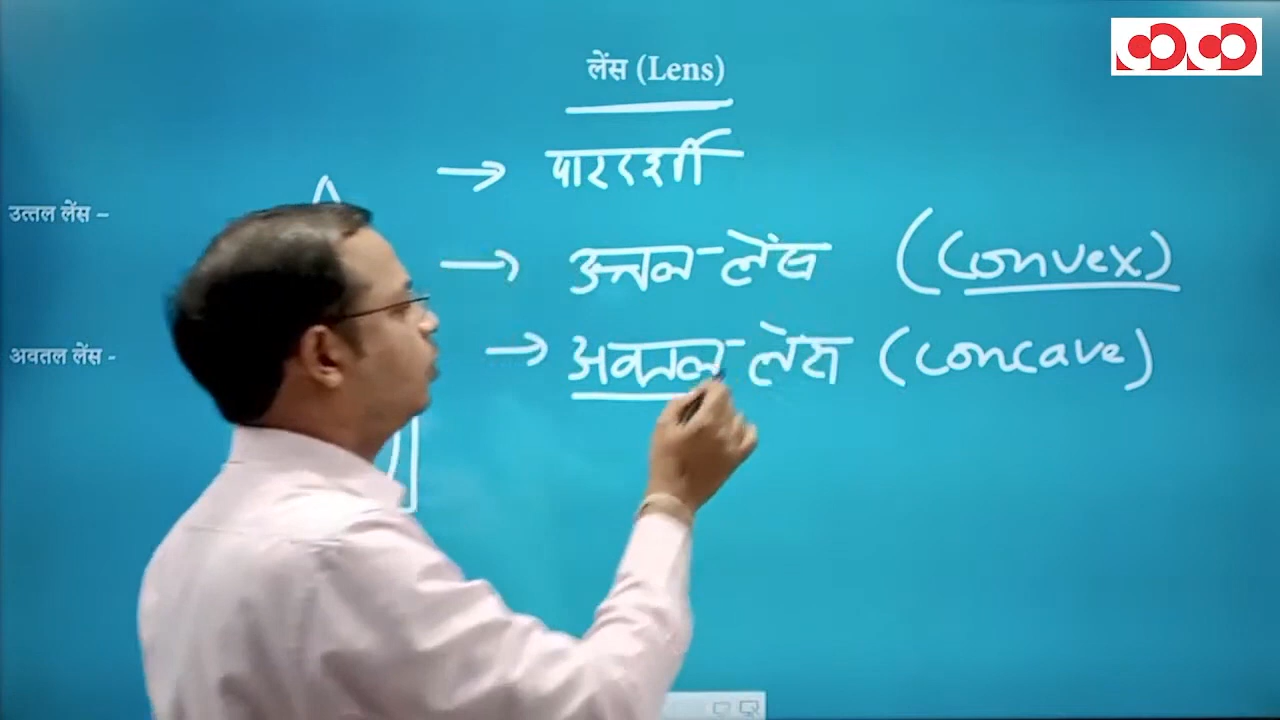 लेंस (Lens)
→ पारदर्शी
उत्तल लेंस –
→ उत्तल-लेंस (Convex)
अवतल लेंस -
→ अवतल-लेंस (Concave)